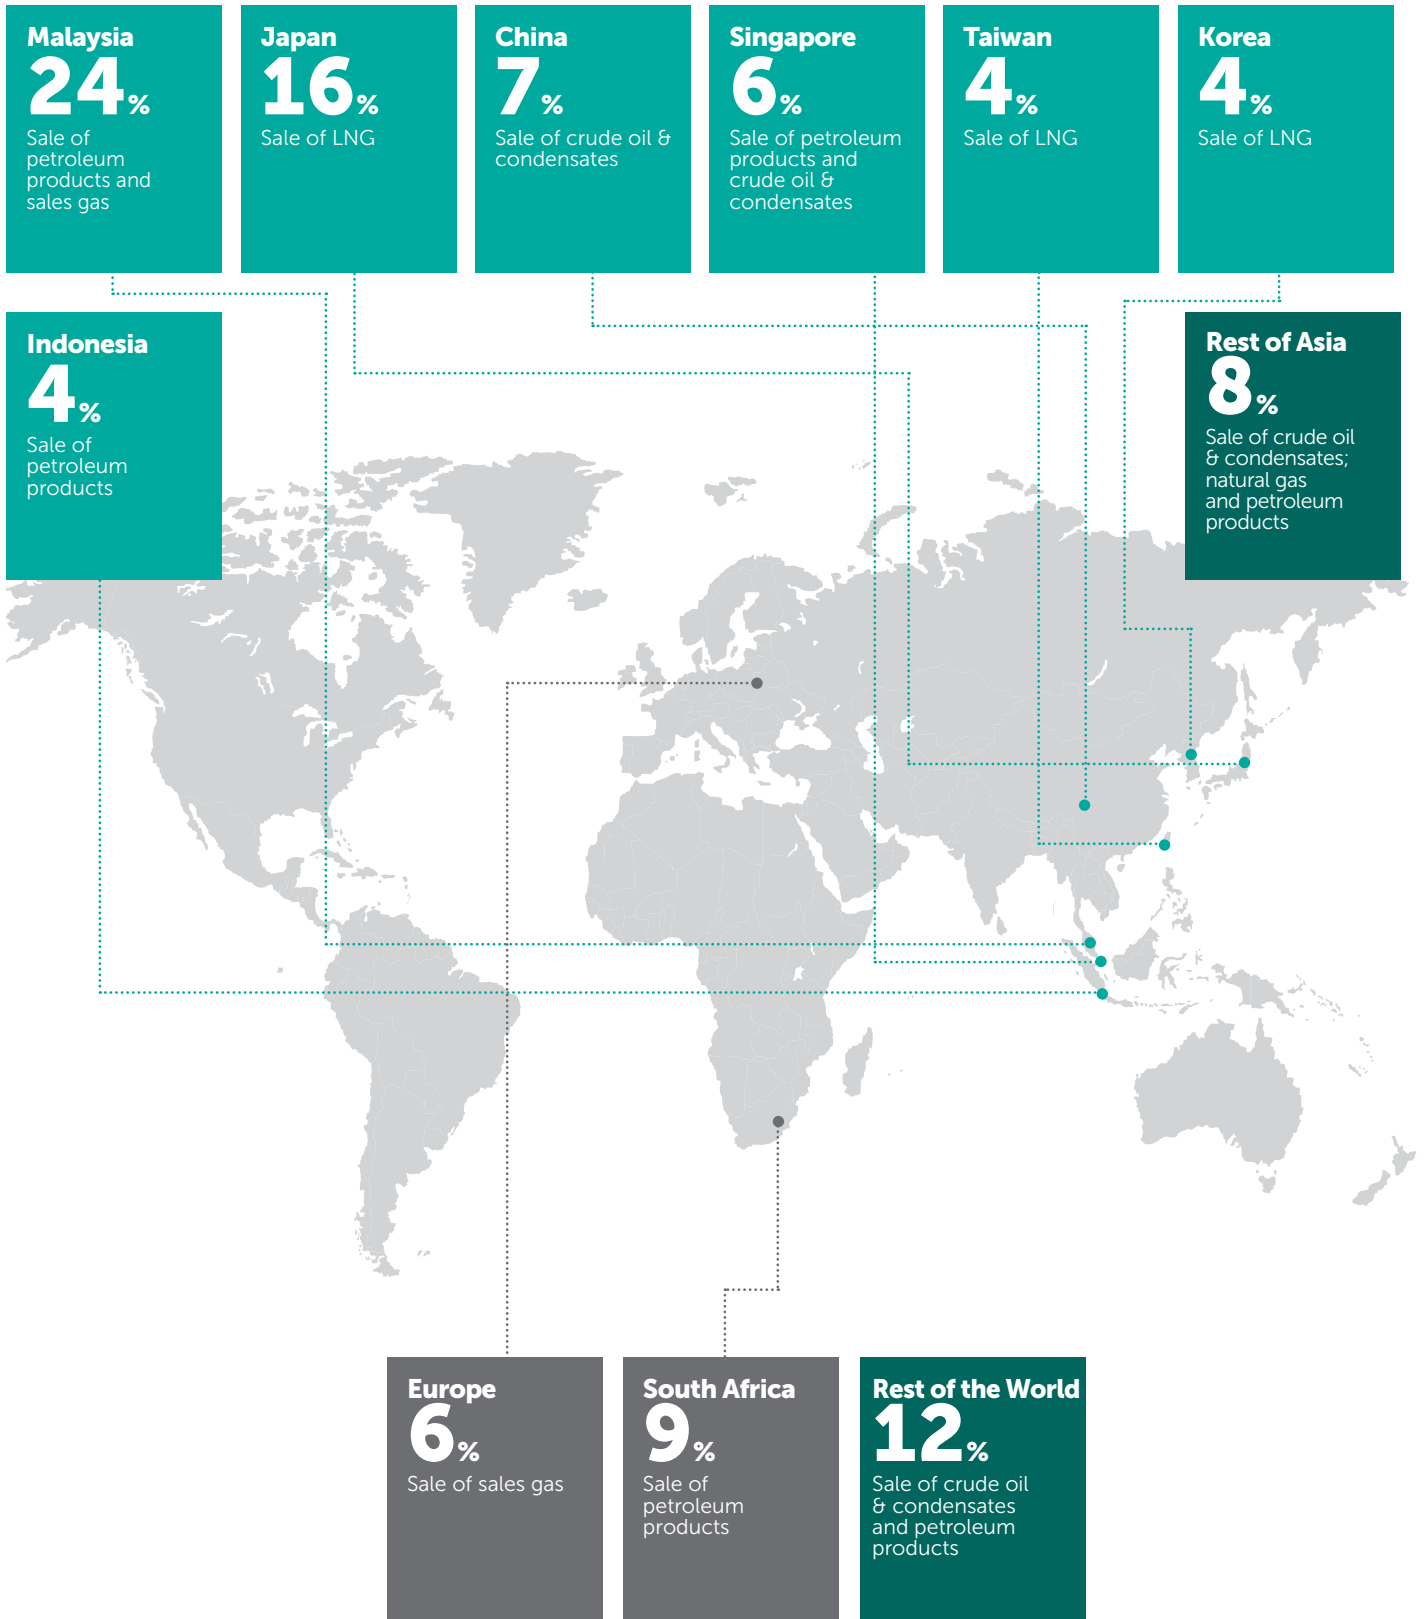 Malaysia
24%
Sale of
petroleum
products and
sales gas
Japan
16%
Sale of LNG
China
7%
Sale of crude oil &
condensates
Singapore
6%
Sale of petroleum
products and
crude oil &
condensates
Taiwan
4%
Sale of LNG
Korea
4%
Sale of LNG
Indonesia
4%
Sale of
petroleum
products
Rest of Asia
8%
Sale of crude oil
& condensates;
natural gas
and petroleum
products
Europe
6%
Sale of sales gas
South Africa
9%
Sale of
petroleum
products
Rest of the World
12%
Sale of crude oil
& condensates
and petroleum
products